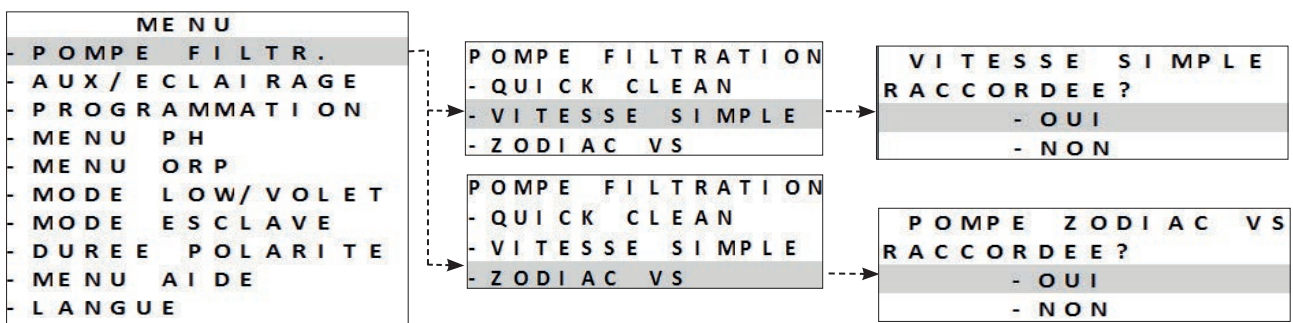 MENU
- POMPE FILTR.
- AUX/ECLAIRAGE
- PROGRAMMATION
- MENU PH
- MENU ORP
- MODE LOW/VOLET
- MODE ESCLAVE
- DUREE POLARITE
- MENU AIDE
- LANGUE
POMPE FILTRATION
- QUICK CLEAN
- VITESSE SIMPLE
- ZODIAC VS
VITESSE SIMPLE
RACCORDEE?
- OUI
- NON
POMPE FILTRATION
- QUICK CLEAN
- VITESSE SIMPLE
- ZODIAC VS
POMPE ZODIAC VS
RACCORDEE?
- OUI
- NON